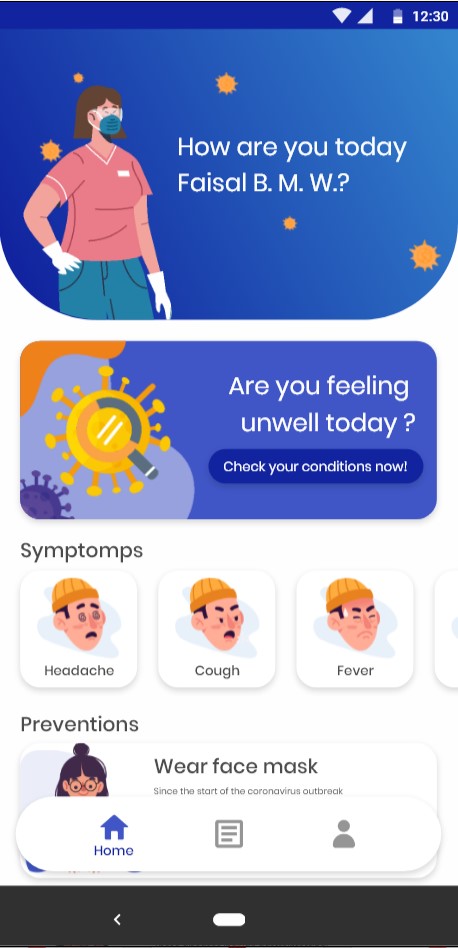 12:30
How are you today
Faisal B. M. W.?
Are you feeling
unwell today ?
Check your conditions now!
Symptomps
Headache
Cough
Fever
Preventions
Wear face mask
Since the start of the coronavirus outbreak
Home